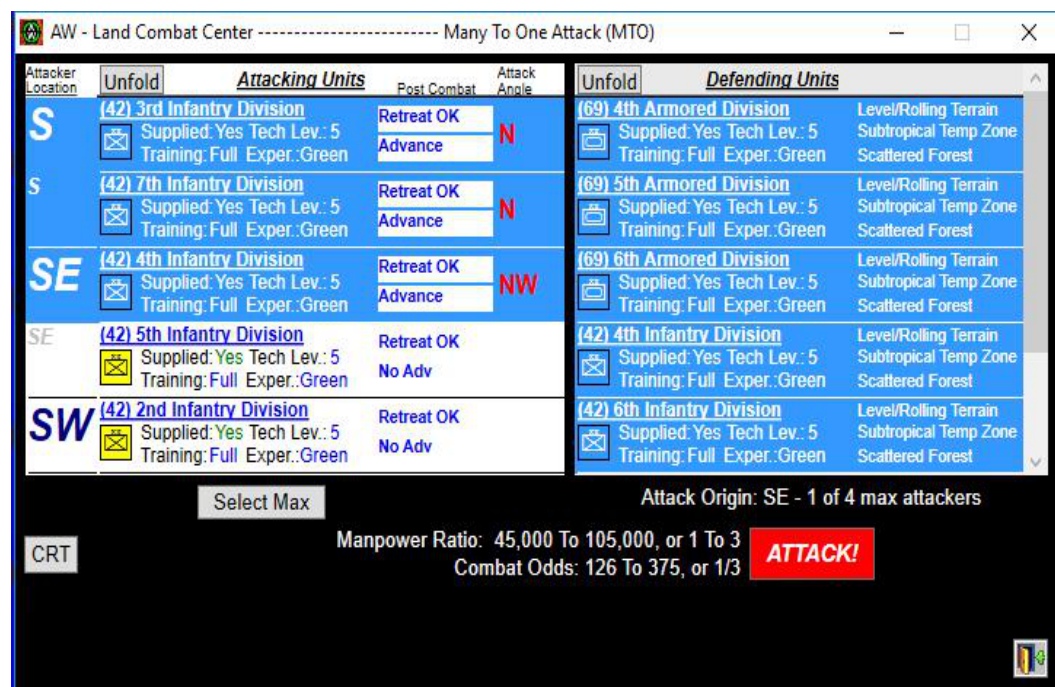 AW - Land Combat Center ------------------------- Many To One Attack (MTO)
Attacker Location Unfold Attacking Units Post Combat Attack Angle Unfold Defending Units
S (42) 3rd Infantry Division Retreat OK N (69) 4th Armored Division Level/Rolling Terrain
Supplied:Yes Tech Lev.: 5 Advance Supplied:Yes Tech Lev.: 5 Subtropical Temp Zone
Training:Full Exper.:Green Training:Full Exper.:Green Scattered Forest
S (42) 7th Infantry Division Retreat OK N (69) 5th Armored Division Level/Rolling Terrain
Supplied:Yes Tech Lev.: 5 Advance Supplied:Yes Tech Lev.: 5 Subtropical Temp Zone
Training:Full Exper.:Green Training:Full Exper.:Green Scattered Forest
SE (42) 4th Infantry Division Retreat OK NW (69) 6th Armored Division Level/Rolling Terrain
Supplied:Yes Tech Lev.: 5 Advance Supplied:Yes Tech Lev.: 5 Subtropical Temp Zone
Training:Full Exper.:Green Training:Full Exper.:Green Scattered Forest
SE (42) 5th Infantry Division Retreat OK (42) 4th Infantry Division Level/Rolling Terrain
Supplied:Yes Tech Lev.: 5 No Adv Supplied:Yes Tech Lev.: 5 Subtropical Temp Zone
Training:Full Exper.:Green Training:Full Exper.:Green Scattered Forest
SW (42) 2nd Infantry Division Retreat OK (42) 6th Infantry Division Level/Rolling Terrain
Supplied:Yes Tech Lev.: 5 No Adv Supplied:Yes Tech Lev.: 5 Subtropical Temp Zone
Training:Full Exper.:Green Training:Full Exper.:Green Scattered Forest
Select Max Attack Origin: SE - 1 of 4 max attackers
CRT Manpower Ratio: 45,000 To 105,000, or 1 To 3 ATTACK!
Combat Odds: 126 To 375, or 1/3